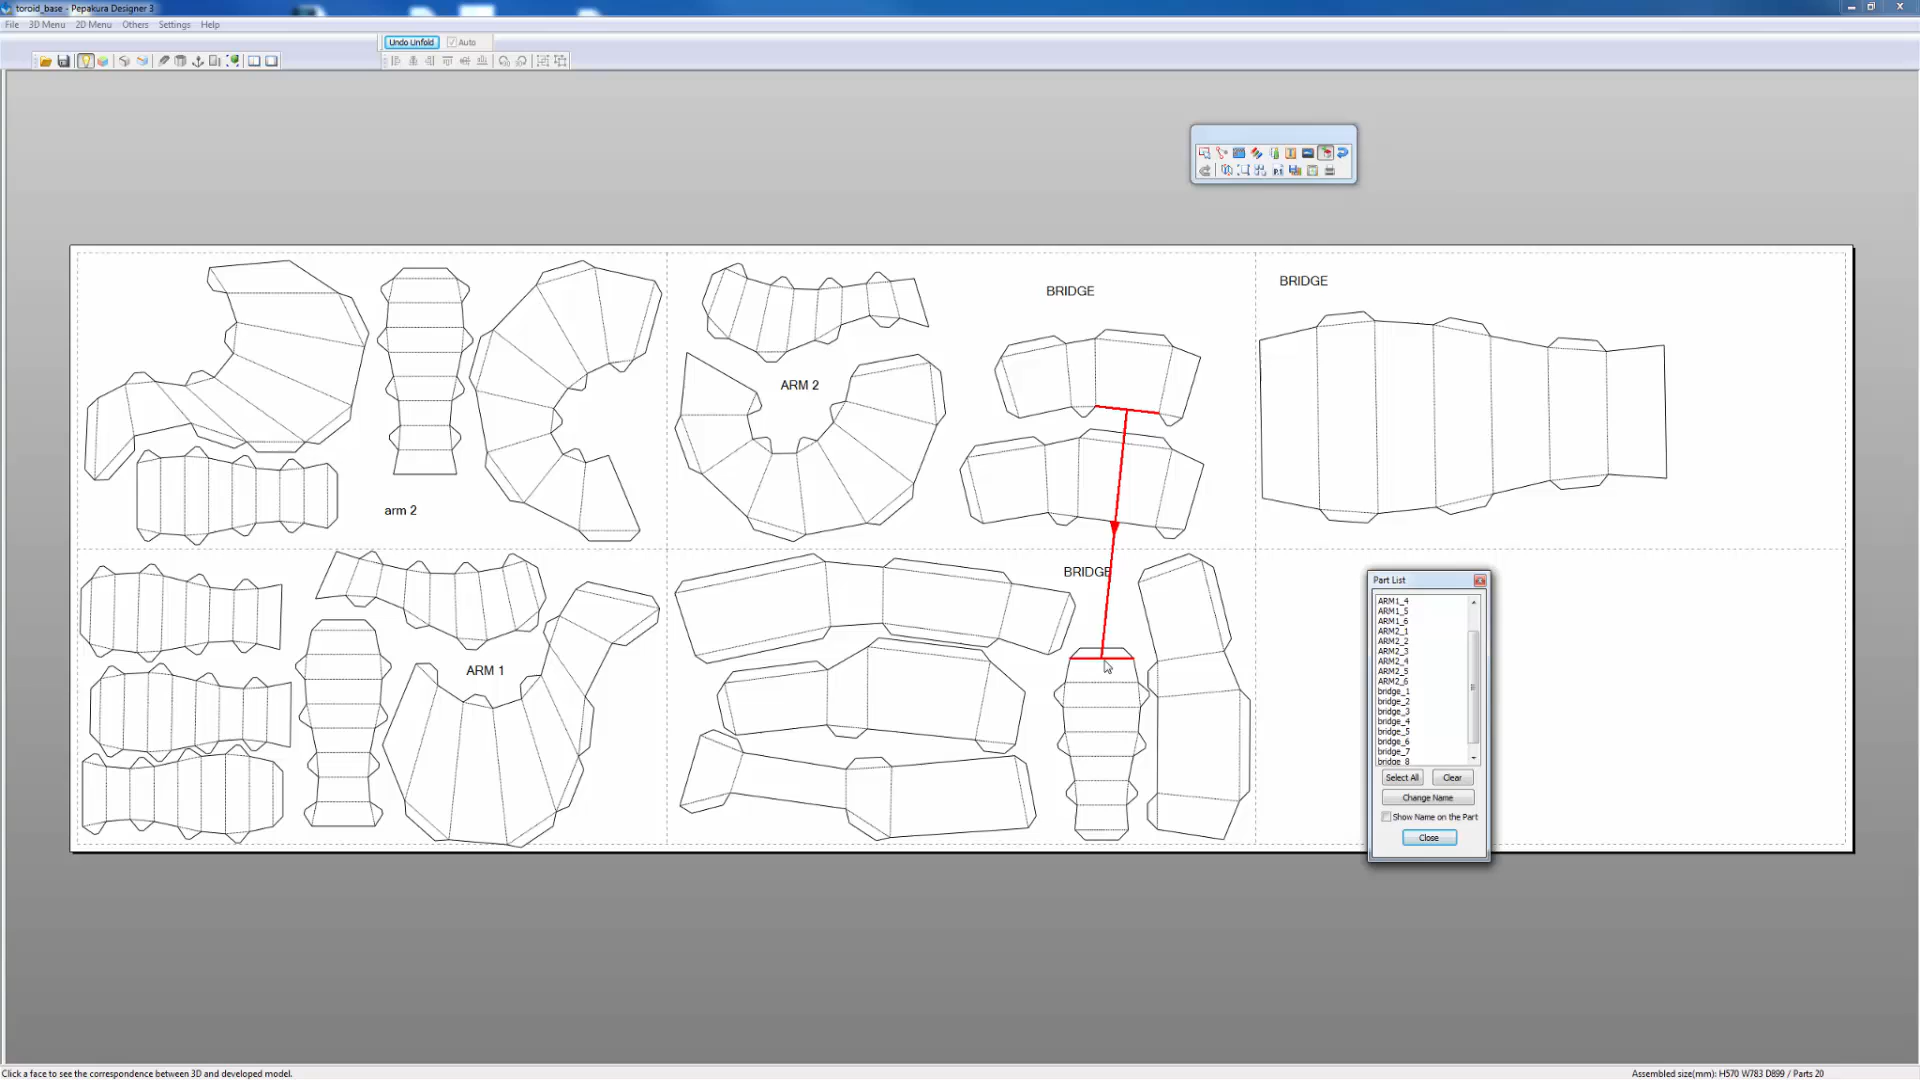 toroid_base - Pepakura Designer 3
File 3D Menu 2D Menu Others Settings Help
Undo Unfold Auto
BRIDGE
BRIDGE
ARM 2
arm 2
BRIDGE
ARM 1
Part List
ARM1_4
ARM1_5
ARM1_6
ARM2_1
ARM2_2
ARM2_3
ARM2_4
ARM2_5
ARM2_6
bridge_1
bridge_2
bridge_3
bridge_4
bridge_5
bridge_6
bridge_7
bridge_8
Select All Clear
Change Name
Show Name on the Part
Close
Click a face to see the correspondence between 3D and developed model.
Assembled size(mm): H570 W783 D899 / Parts 20